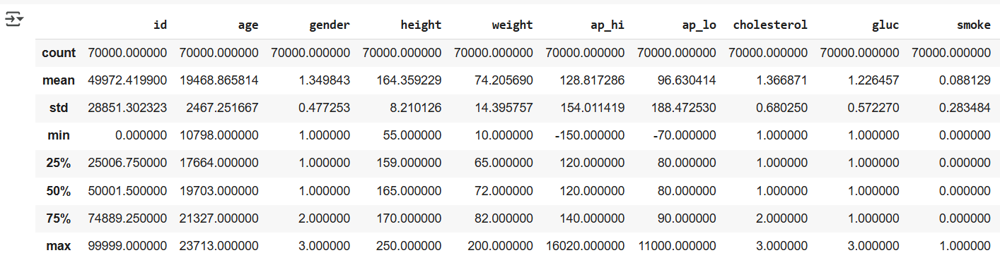 id age gender height weight ap_hi ap_lo cholesterol gluc smoke
count 70000.000000 70000.000000 70000.000000 70000.000000 70000.000000 70000.000000 70000.000000 70000.000000 70000.000000 70000.000000
mean 49972.419900 19468.865814 1.349843 164.359229 74.205690 128.817286 96.630414 1.366871 1.226457 0.088129
std 28851.302323 2467.251667 0.477253 8.210126 14.395757 154.011419 188.472530 0.680250 0.572270 0.283484
min 0.000000 10798.000000 1.000000 55.000000 10.000000 -150.000000 -70.000000 1.000000 1.000000 0.000000
25% 25006.750000 17664.000000 1.000000 159.000000 65.000000 120.000000 80.000000 1.000000 1.000000 0.000000
50% 50001.500000 19703.000000 1.000000 165.000000 72.000000 120.000000 80.000000 1.000000 1.000000 0.000000
75% 74889.250000 21327.000000 2.000000 170.000000 82.000000 140.000000 90.000000 2.000000 1.000000 0.000000
max 99999.000000 23713.000000 3.000000 250.000000 200.000000 16020.000000 11000.000000 3.000000 3.000000 1.000000